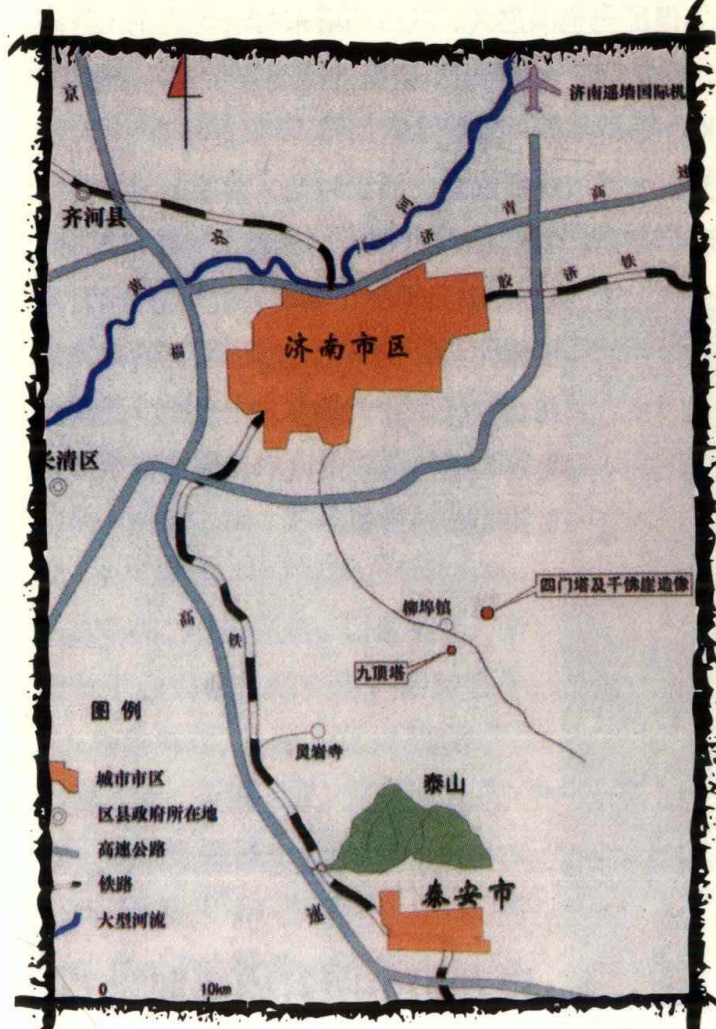 京
济南遥墙国际机
齐河县
河
济
青
高
速
黄
胶
济
铁
福
济南市区
长清区
四门塔及千佛崖造像
柳埠镇
九顶塔
高
铁
图例
灵岩寺
城市市区
泰山
区县政府所在地
高速公路
铁路
泰安市
大型河流
速
0 10km